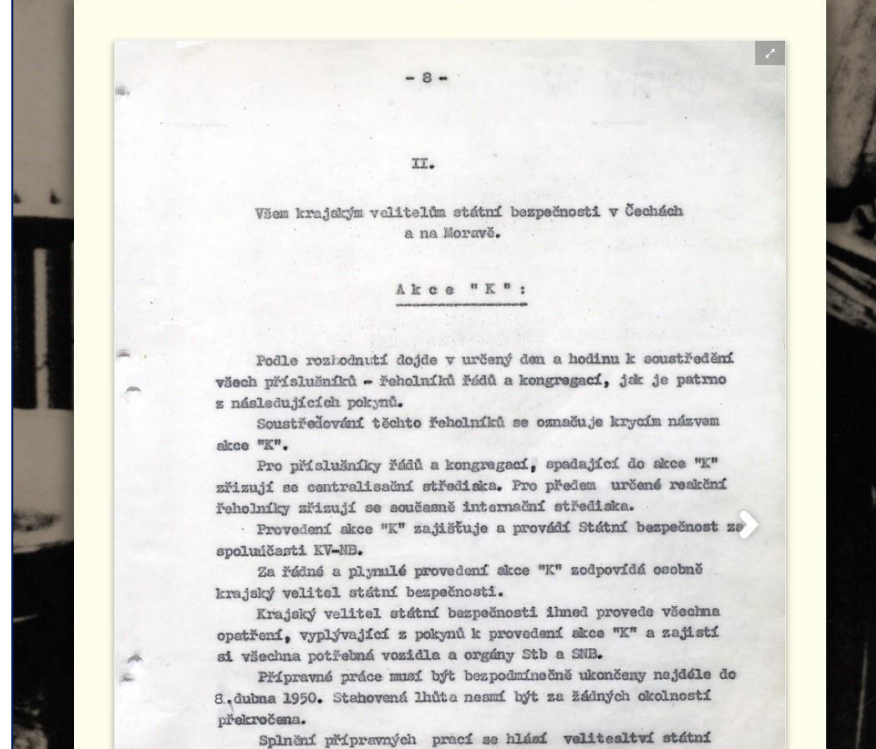 - 8 -
II.
Všem krajským velitelům státní bezpečnosti v Čechách
a na Moravě.
Akce "K":
Podle rozhodnutí dojde v určený den a hodinu k soustředění
všech příslušníků - řeholníků řádů a kongregací, jak je patrno
z následujících pokynů.
Soustřeďování těchto řeholníků se označuje krycím názvem
akce "K".
Pro příslušníky řádů a kongregací, spadající do akce "K"
zřizují se centralisační střediska. Pro předem určené reakční
řeholníky zřizují se současně internační střediska.
Provedení akce "K" zajišťuje a provádí Státní bezpečnost za
spoluúčasti KV-NB.
Za řádné a plynulé provedení akce "K" zodpovídá osobně
krajský velitel státní bezpečnosti.
Krajský velitel státní bezpečnosti ihned provede všechna
opatření, vyplývající z pokynů k provedení akce "K" a zajistí
si všechna potřebná vozidla a orgány Stb a SNB.
Přípravné práce musí být bezpodmínečně ukončeny nejdále do
8. dubna 1950. Stanovená lhůta nesmí být za žádných okolností
překročena.
Splnění přípravných prací se hlásí velitesltví státní